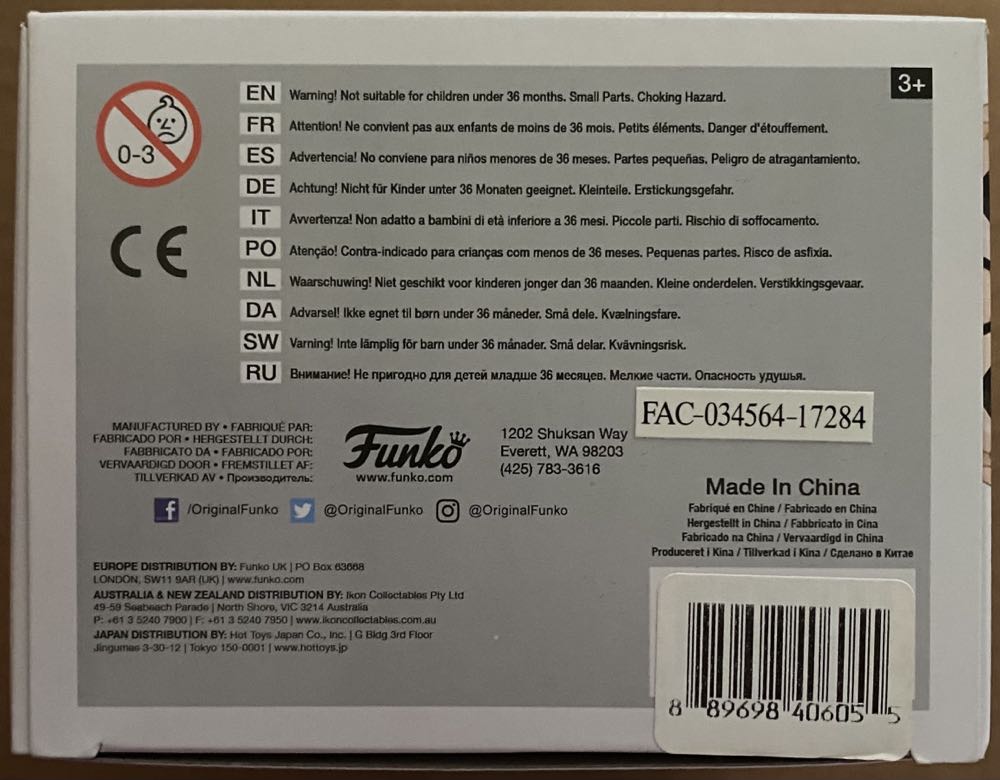 3+
0-3
EN Warning! Not suitable for children under 36 months. Small Parts. Choking Hazard.
FR Attention! Ne convient pas aux enfants de moins de 36 mois. Petits éléments. Danger d'étouffement.
ES Advertencia! No conviene para niños menores de 36 meses. Partes pequeñas. Peligro de atragantamiento.
DE Achtung! Nicht für Kinder unter 36 Monaten geeignet. Kleinteile. Erstickungsgefahr.
IT Avvertenza! Non adatto a bambini di età inferiore a 36 mesi. Piccole parti. Rischio di soffocamento.
PO Atenção! Contra-indicado para crianças com menos de 36 meses. Pequenas partes. Risco de asfixia.
NL Waarschuwing! Niet geschikt voor kinderen jonger dan 36 maanden. Kleine onderdelen. Verstikkingsgevaar.
DA Advarsel! Ikke egnet til børn under 36 måneder. Små dele. Kvælningsfare.
SW Varning! Inte lämplig för barn under 36 månader. Små delar. Kvävningsrisk.
RU Внимание! Не пригодно для детей младше 36 месяцев. Мелкие части. Опасность удушья.
CE
FAC-034564-17284
MANUFACTURED BY • FABRIQUÉ PAR:
FABRICADO POR • HERGESTELLT DURCH:
FABBRICATO DA • FABRICADO POR:
VERVAARDIGD DOOR • FREMSTILLET AF:
TILLVERKAD AV • Производитель:
Funko
www.funko.com
1202 Shuksan Way
Everett, WA 98203
(425) 783-3616
/OriginalFunko @OriginalFunko @OriginalFunko
Made In China
Fabriqué en Chine / Fabricado en China
Hergestellt in China / Fabbricato in Cina
Fabricado na China / Vervaardigd in China
Produceret i Kina / Tillverkad i Kina / Сделано в Китае
EUROPE DISTRIBUTION BY: Funko UK | PO Box 63668
LONDON, SW11 9AR (UK) | www.funko.com
AUSTRALIA & NEW ZEALAND DISTRIBUTION BY: Ikon Collectables Pty Ltd
49-59 Seabeach Parade | North Shore, VIC 3214 Australia
P: +61 3 5240 7900 | F: +61 3 5240 7950 | www.ikoncollectables.com.au
JAPAN DISTRIBUTION BY: Hot Toys Japan Co., Inc. | G Bldg 3rd Floor
Jingumae 3-30-12 | Tokyo 150-0001 | www.hottoys.jp
8 89698 40605 5